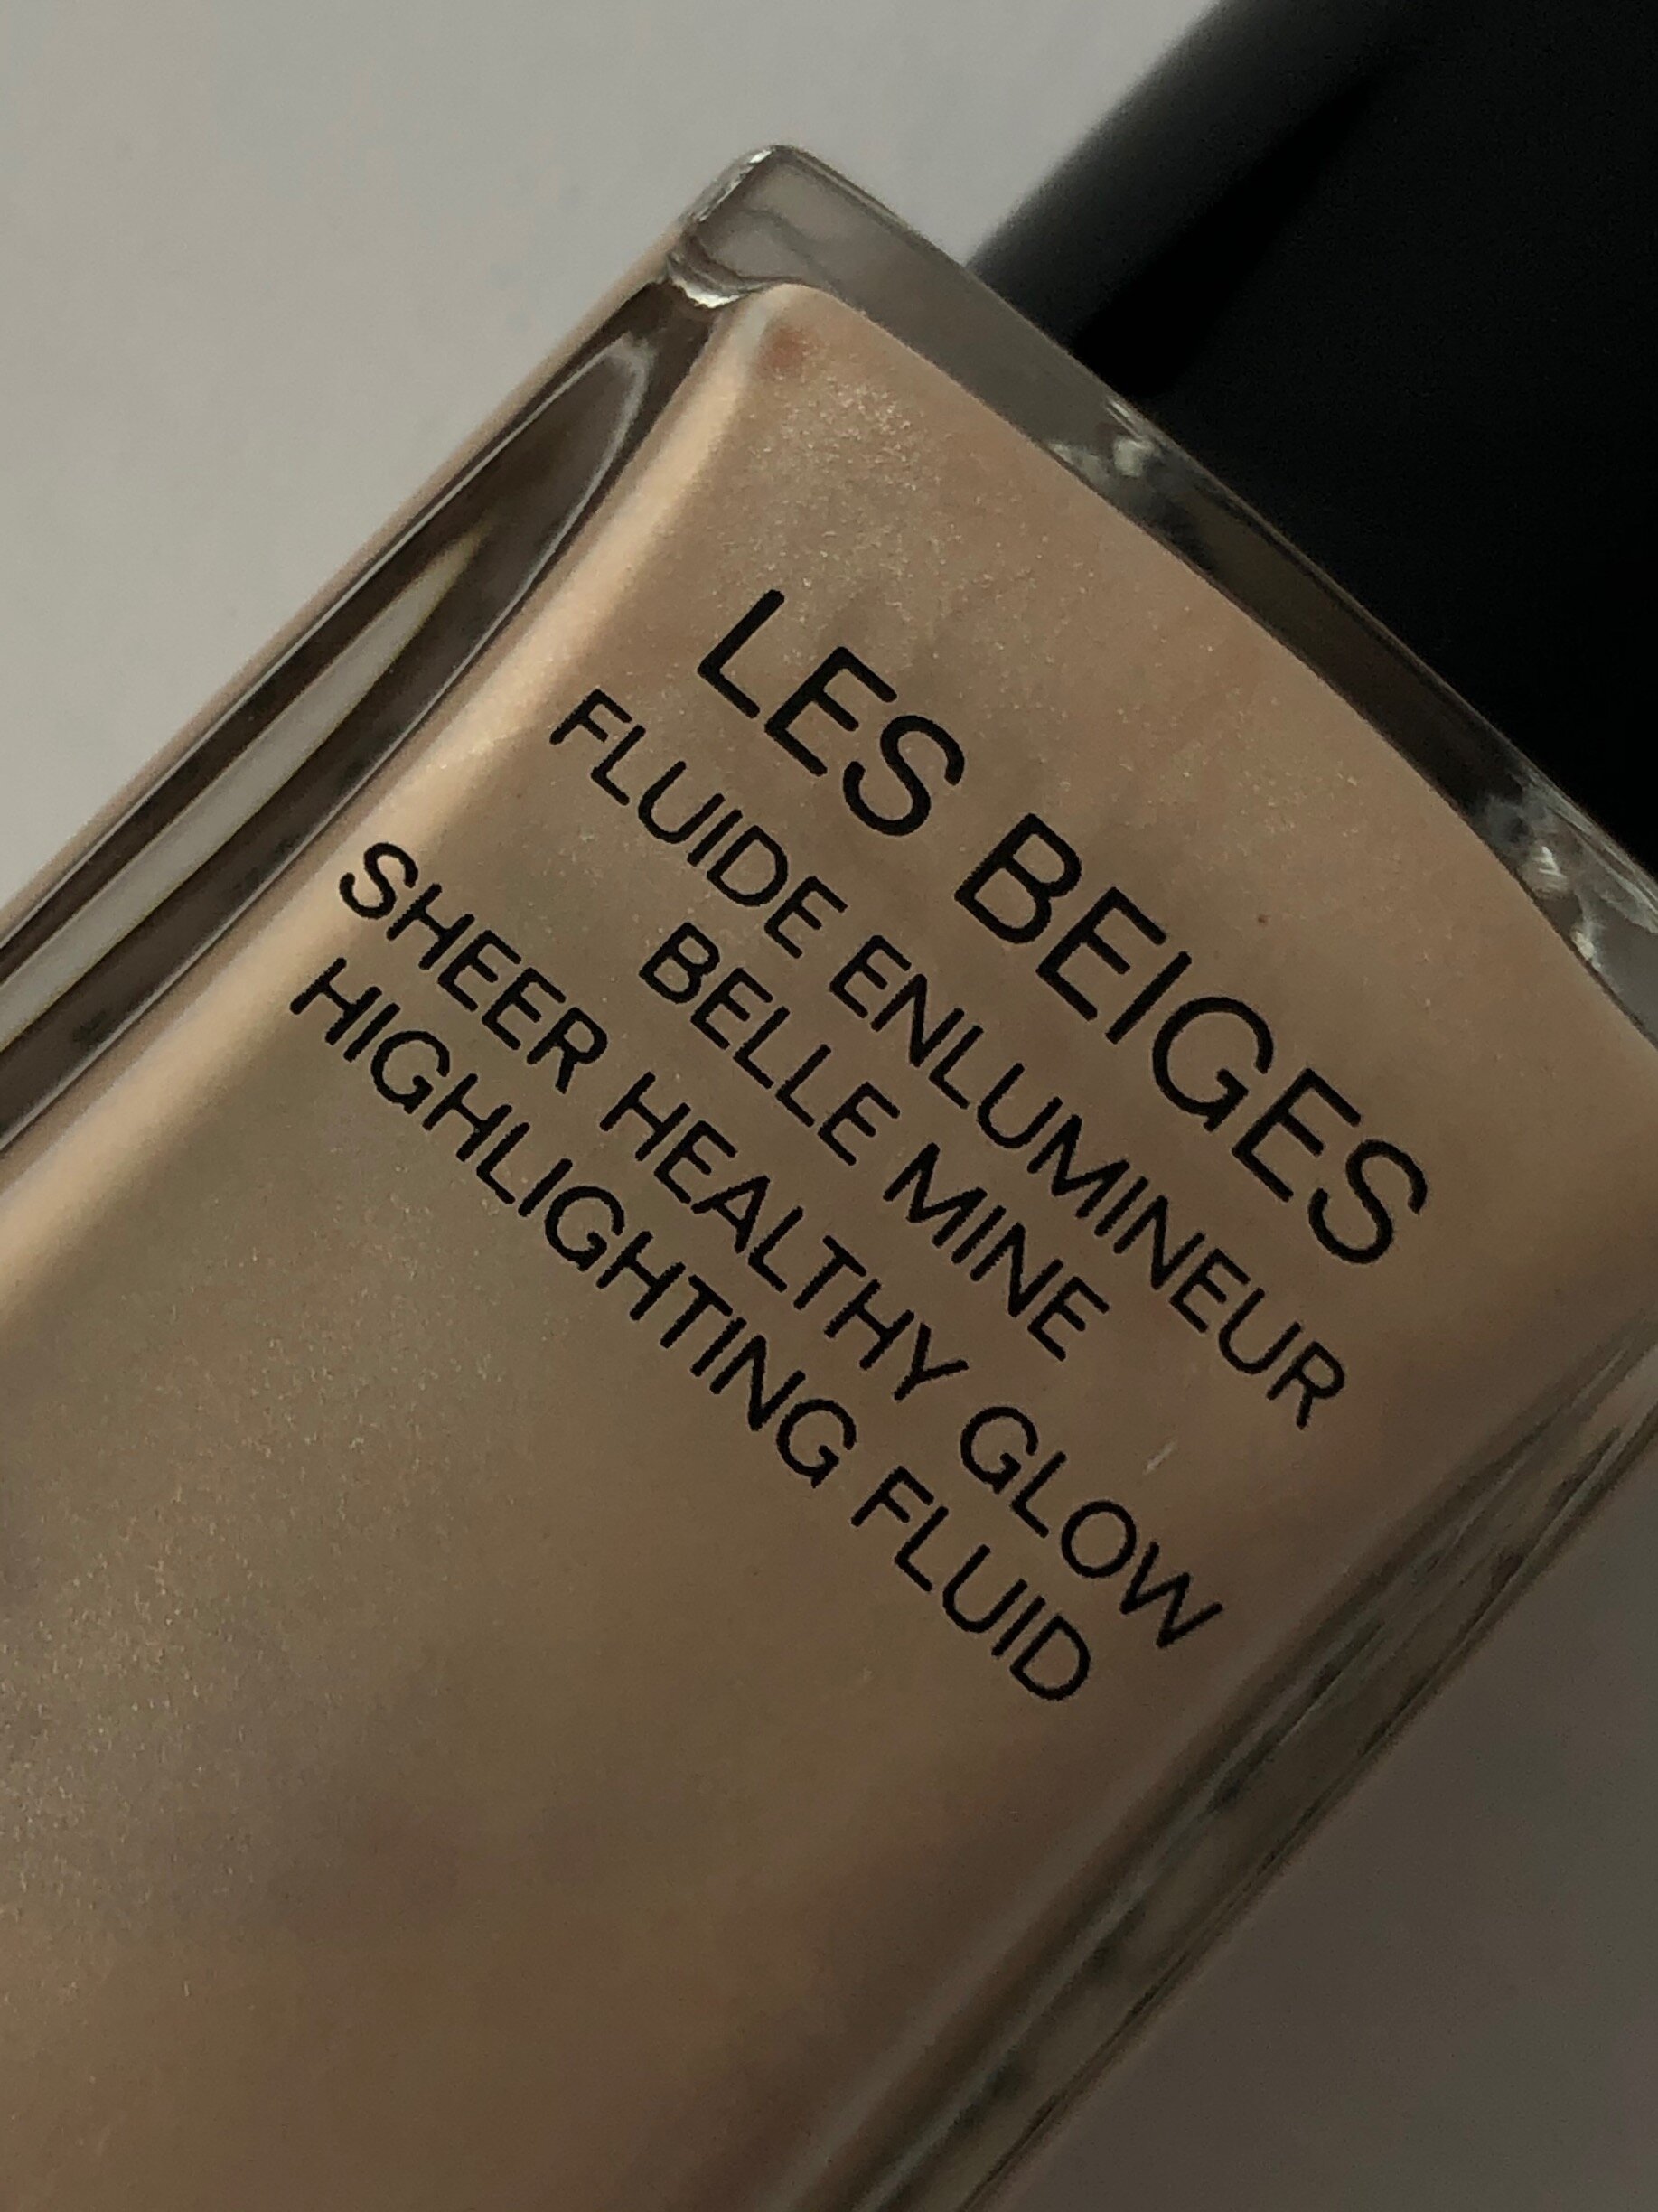 LES BEIGES
FLUIDE ENLUMINEUR
BELLE MINE
SHEER HEALTHY GLOW
HIGHLIGHTING FLUID